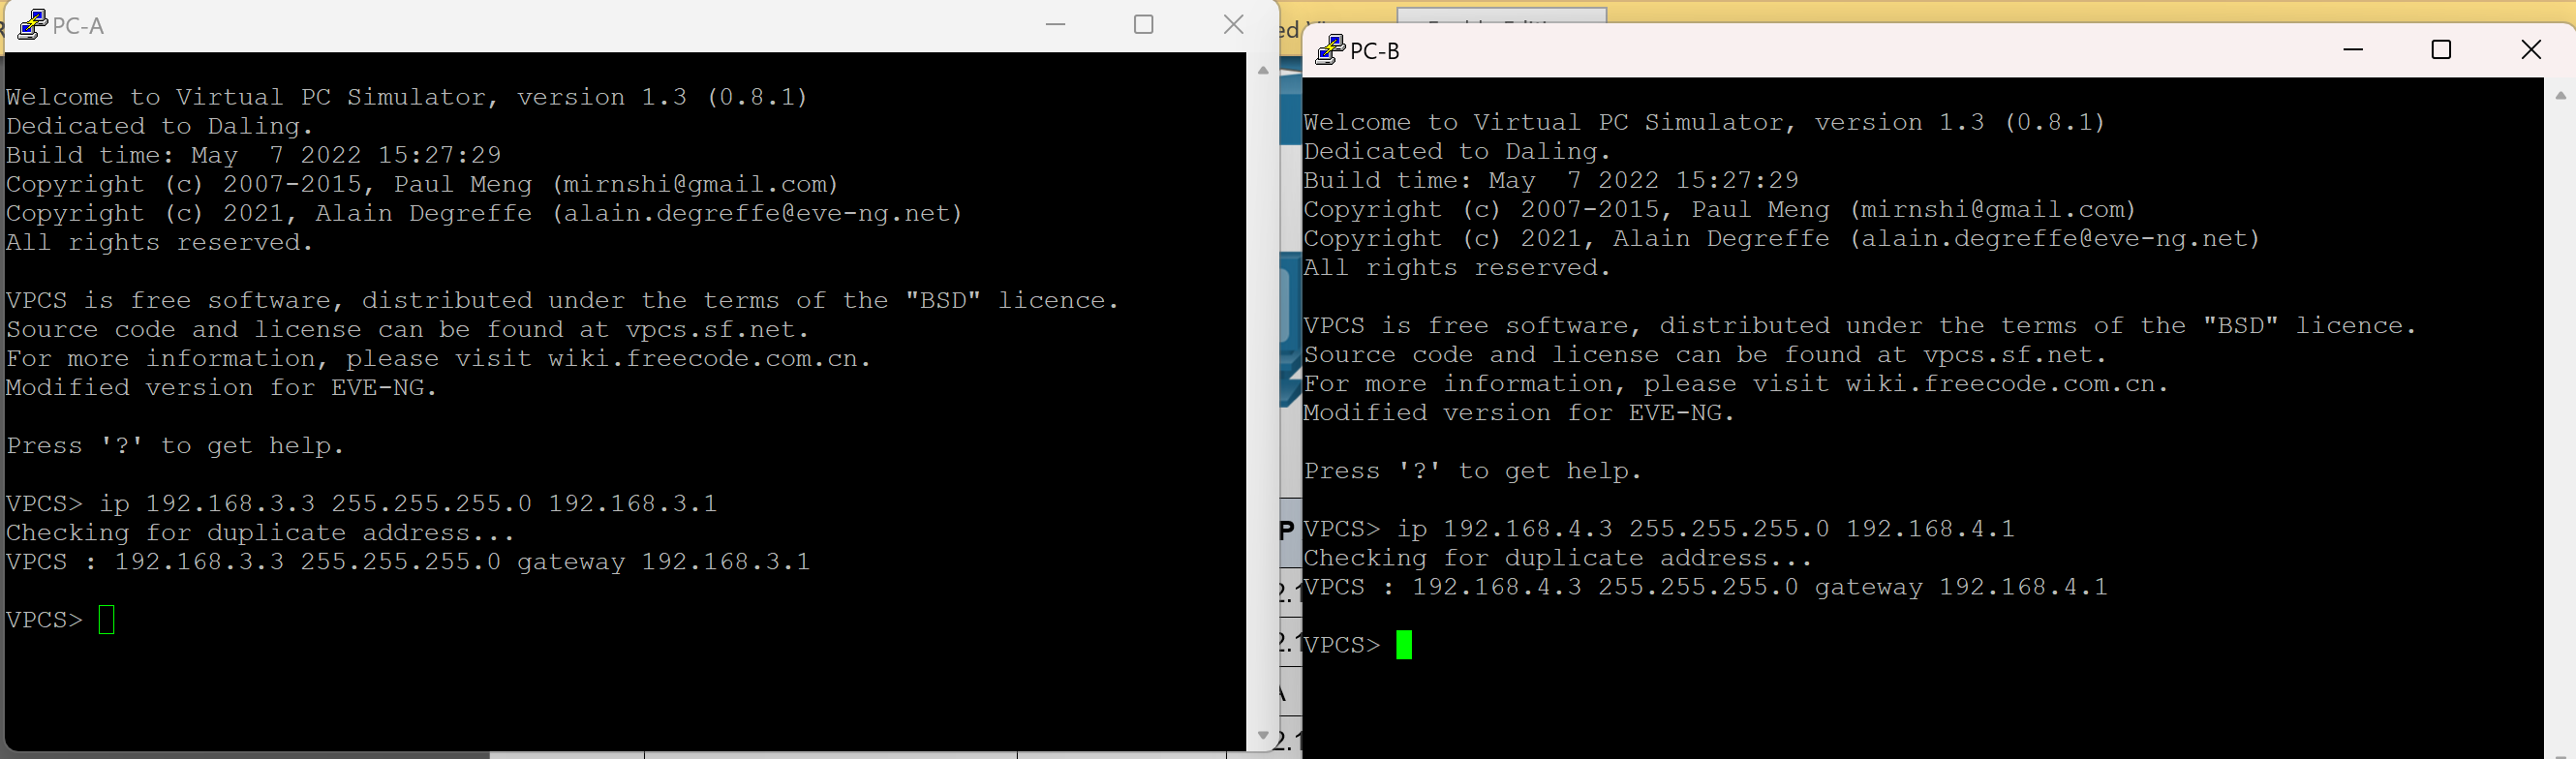 PC-A
Welcome to Virtual PC Simulator, version 1.3 (0.8.1)
Dedicated to Daling.
Build time: May  7 2022 15:27:29
Copyright (c) 2007-2015, Paul Meng (mirnshi@gmail.com)
Copyright (c) 2021, Alain Degreffe (alain.degreffe@eve-ng.net)
All rights reserved.
VPCS is free software, distributed under the terms of the "BSD" licence.
Source code and license can be found at vpcs.sf.net.
For more information, please visit wiki.freecode.com.cn.
Modified version for EVE-NG.
Press '?' to get help.
VPCS> ip 192.168.3.3 255.255.255.0 192.168.3.1
Checking for duplicate address...
VPCS : 192.168.3.3 255.255.255.0 gateway 192.168.3.1
VPCS>
PC-B
Welcome to Virtual PC Simulator, version 1.3 (0.8.1)
Dedicated to Daling.
Build time: May  7 2022 15:27:29
Copyright (c) 2007-2015, Paul Meng (mirnshi@gmail.com)
Copyright (c) 2021, Alain Degreffe (alain.degreffe@eve-ng.net)
All rights reserved.
VPCS is free software, distributed under the terms of the "BSD" licence.
Source code and license can be found at vpcs.sf.net.
For more information, please visit wiki.freecode.com.cn.
Modified version for EVE-NG.
Press '?' to get help.
VPCS> ip 192.168.4.3 255.255.255.0 192.168.4.1
Checking for duplicate address...
VPCS : 192.168.4.3 255.255.255.0 gateway 192.168.4.1
VPCS>